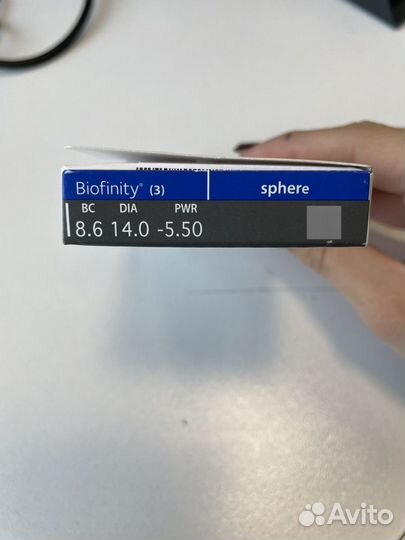 Biofinity® (3) sphere
BC DIA PWR
8.6 14.0 -5.50
Avito